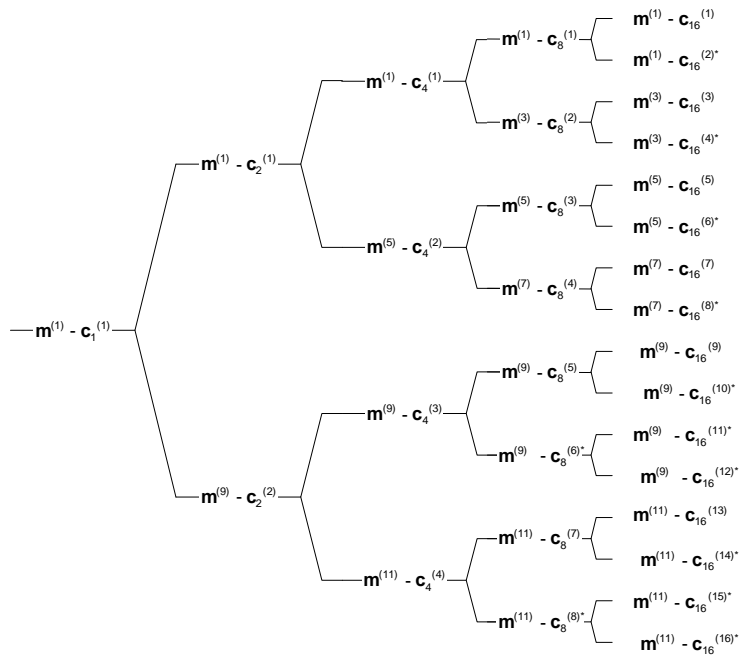 m(1) - c16(1)
m(1) - c8(1)
m(1) - c16(2)*
m(1) - c4(1)
m(3) - c16(3)
m(3) - c8(2)
m(3) - c16(4)*
m(1) - c2(1)
m(5) - c16(5)
m(5) - c8(3)
m(5) - c16(6)*
m(5) - c4(2)
m(7) - c16(7)
m(7) - c8(4)
m(7) - c16(8)*
m(1) - c1(1)
m(9) - c16(9)
m(9) - c8(5)
m(9) - c16(10)*
m(9) - c4(3)
m(9) - c16(11)*
m(9) - c8(6)*
m(9) - c16(12)*
m(9) - c2(2)
m(11) - c16(13)
m(11) - c8(7)
m(11) - c16(14)*
m(11) - c4(4)
m(11) - c16(15)*
m(11) - c8(8)*
m(11) - c16(16)*